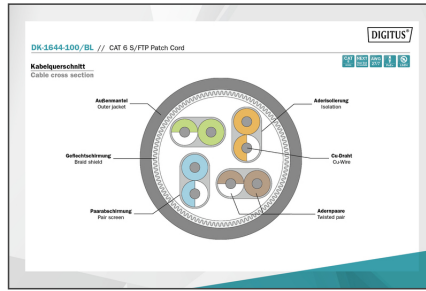 DIGITUS®
DK-1644-100/BL // CAT 6 S/FTP Patch Cord
Kabelquerschnitt
Cable cross section
Außenmantel
Outer jacket
Aderisolierung
Isolation
Geflechtschirmung
Braid shield
Cu-Draht
Cu-Wire
Paarabschirmung
Pair screen
Adernpaare
Twisted pair